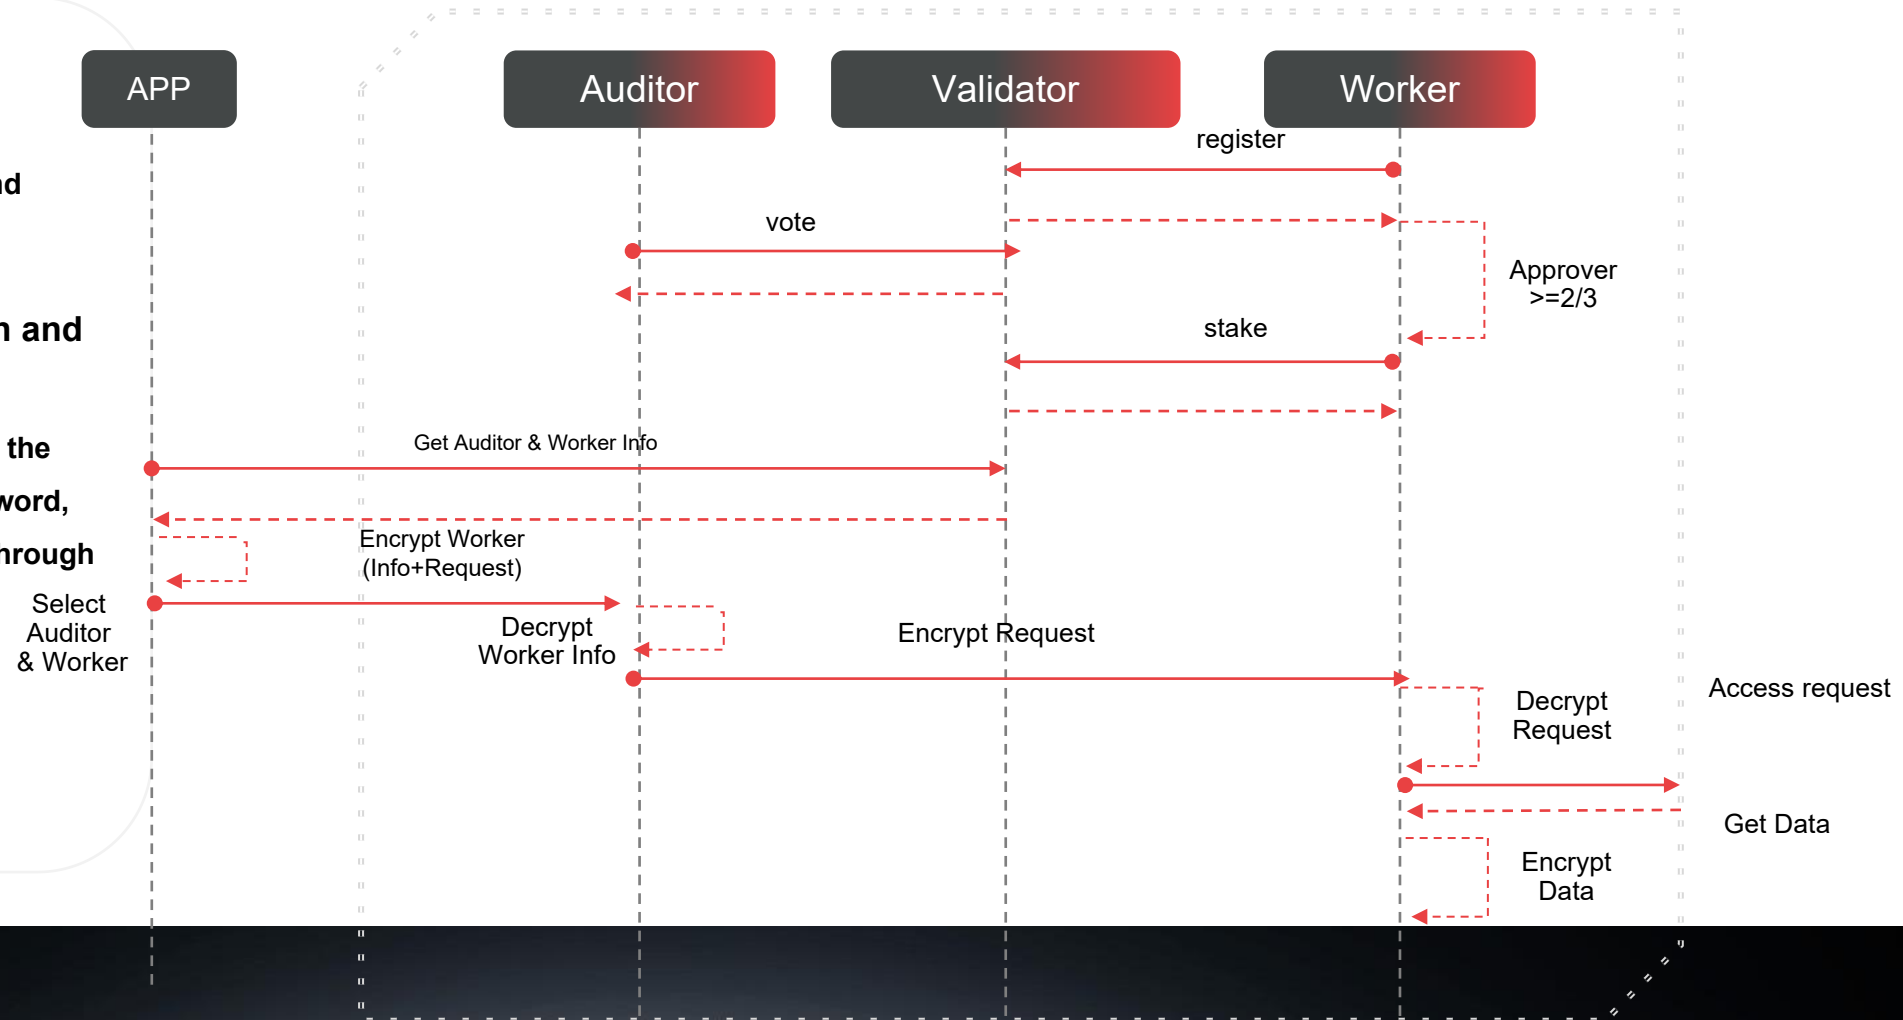 APP
Auditor
Validator
Worker
register
nd
vote
Approver
>=2/3
n and
stake
the
Get Auditor & Worker Info
word,
Encrypt Worker
(Info+Request)
hrough
Select
Auditor
& Worker
Decrypt
Worker Info
Encrypt Request
Decrypt
Request
Access request
Get Data
Encrypt
Data